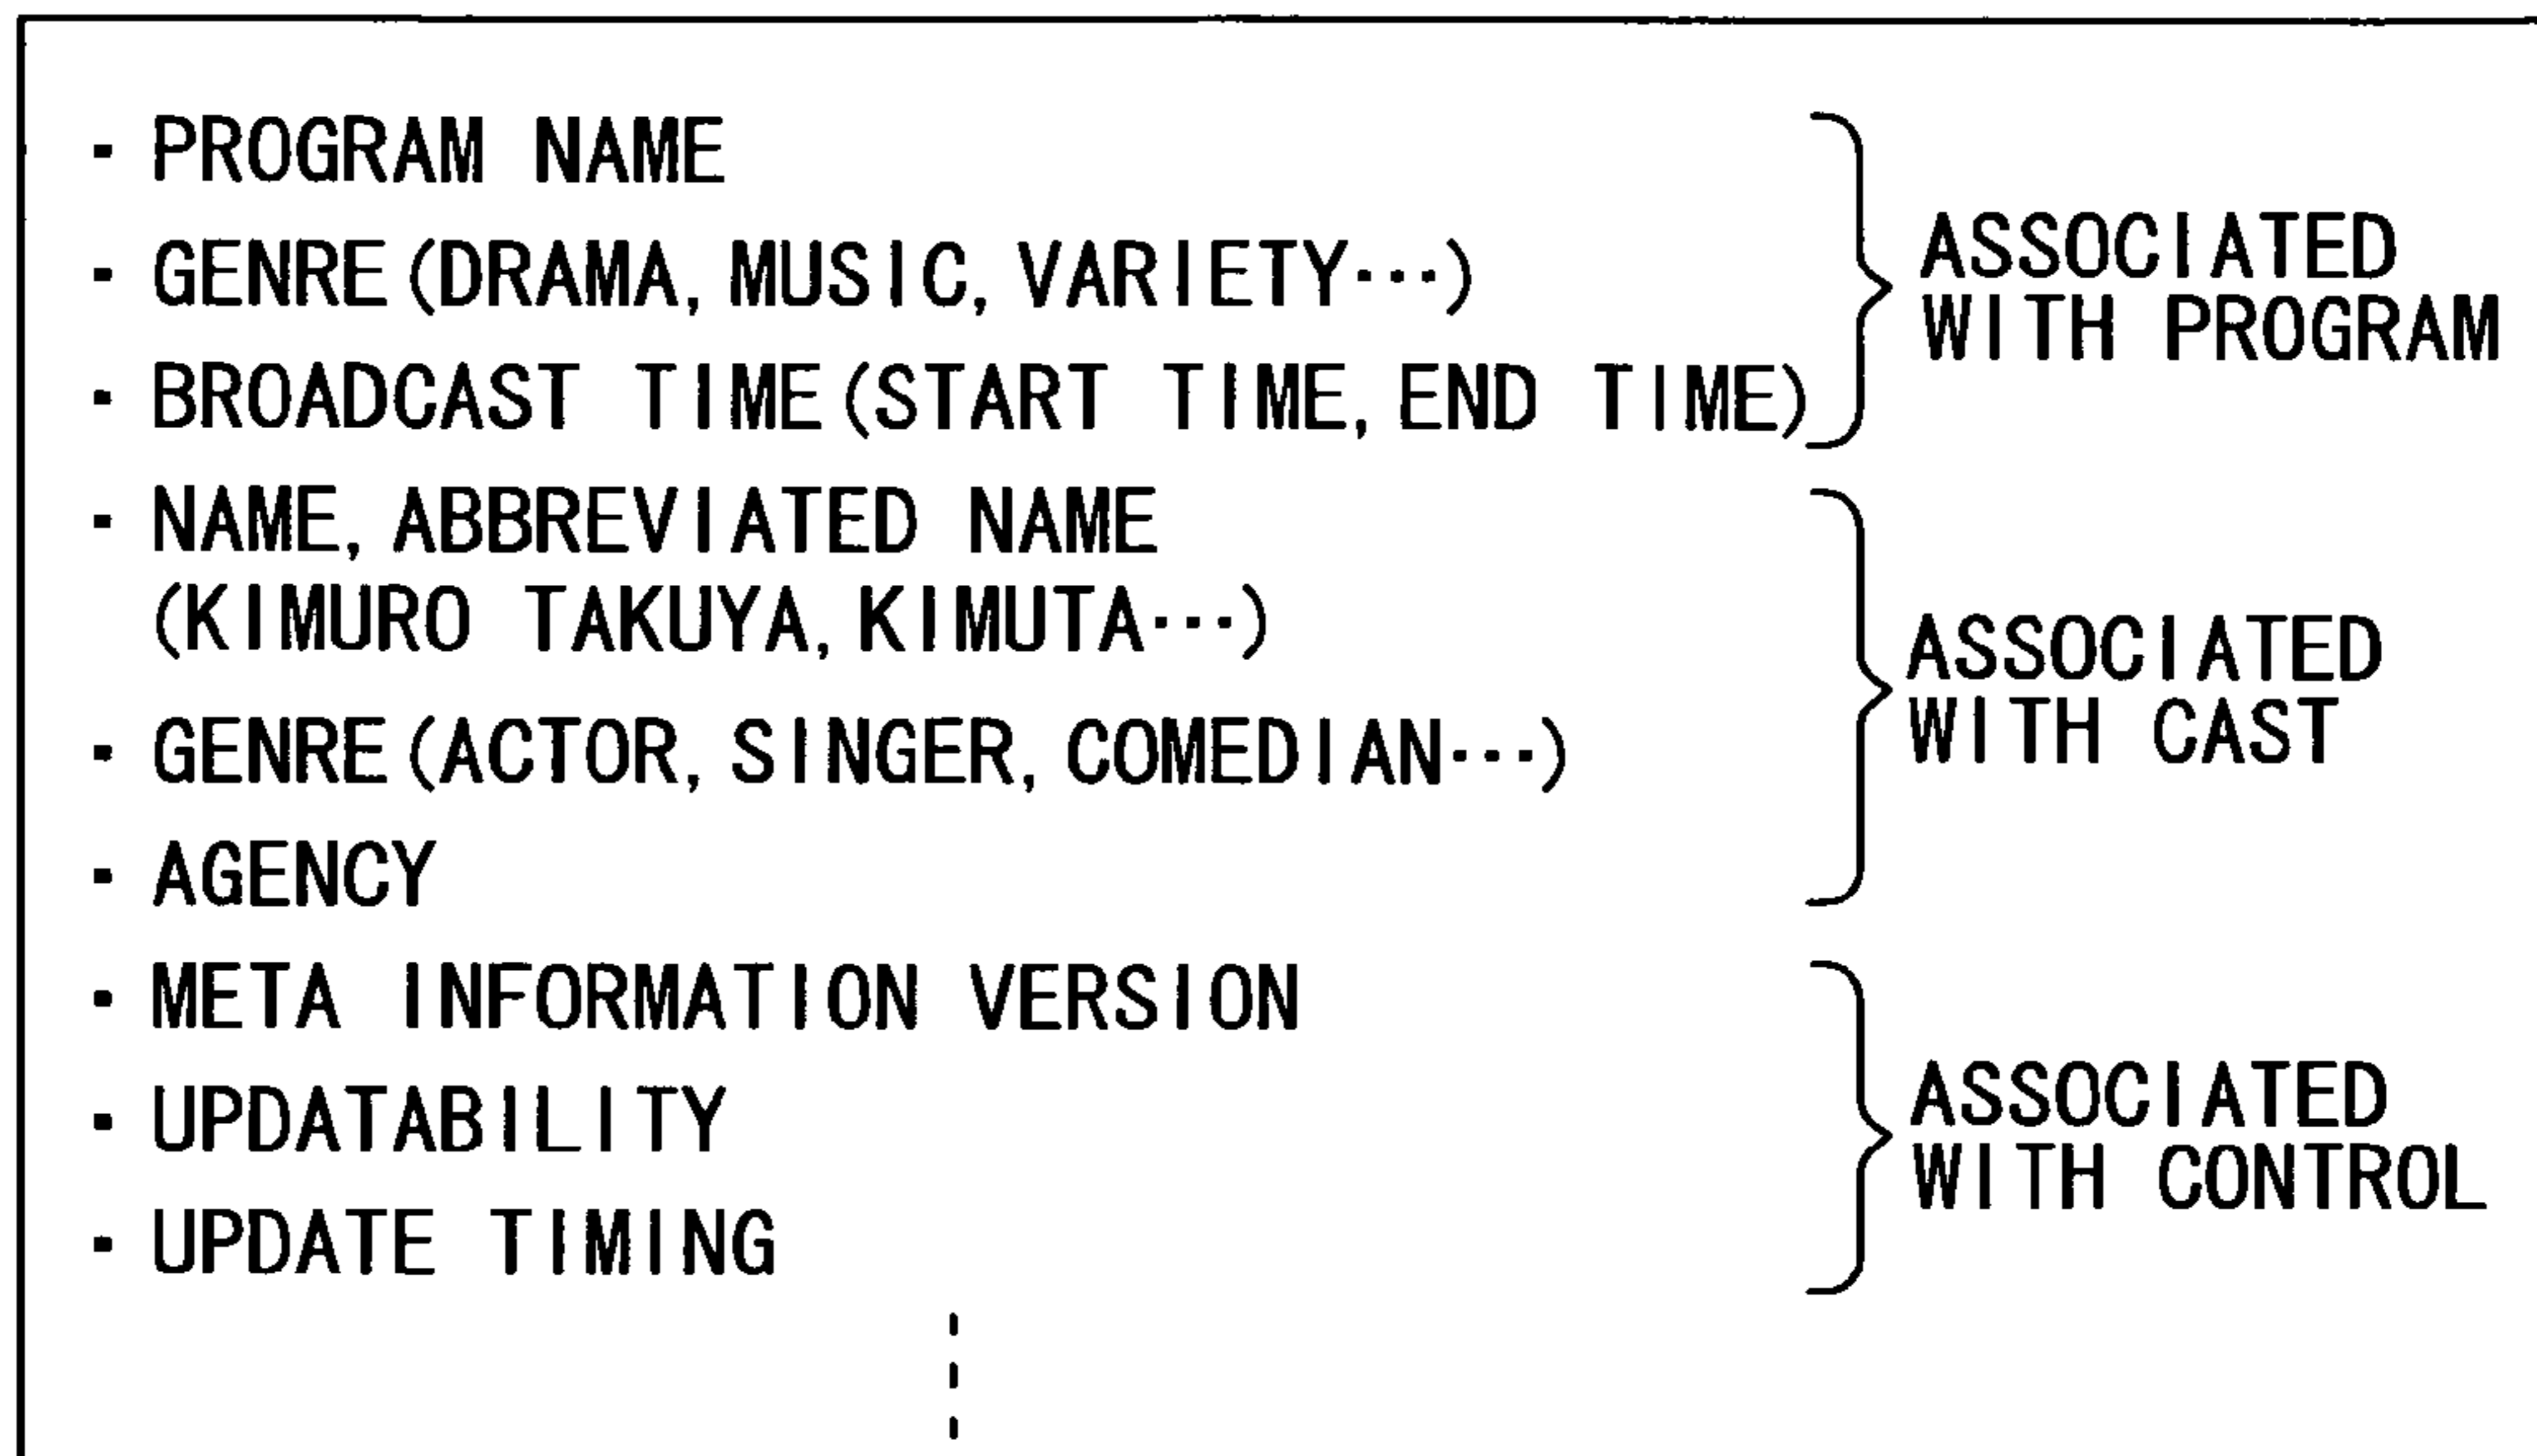 - PROGRAM NAME
- GENRE(DRAMA, MUSIC, VARIETY···)
- BROADCAST TIME(START TIME, END TIME)
ASSOCIATED
WITH PROGRAM
- NAME, ABBREVIATED NAME
(KIMURO TAKUYA, KIMUTA···)
- GENRE(ACTOR, SINGER, COMEDIAN···)
- AGENCY
ASSOCIATED
WITH CAST
- META INFORMATION VERSION
- UPDATABILITY
- UPDATE TIMING
ASSOCIATED
WITH CONTROL